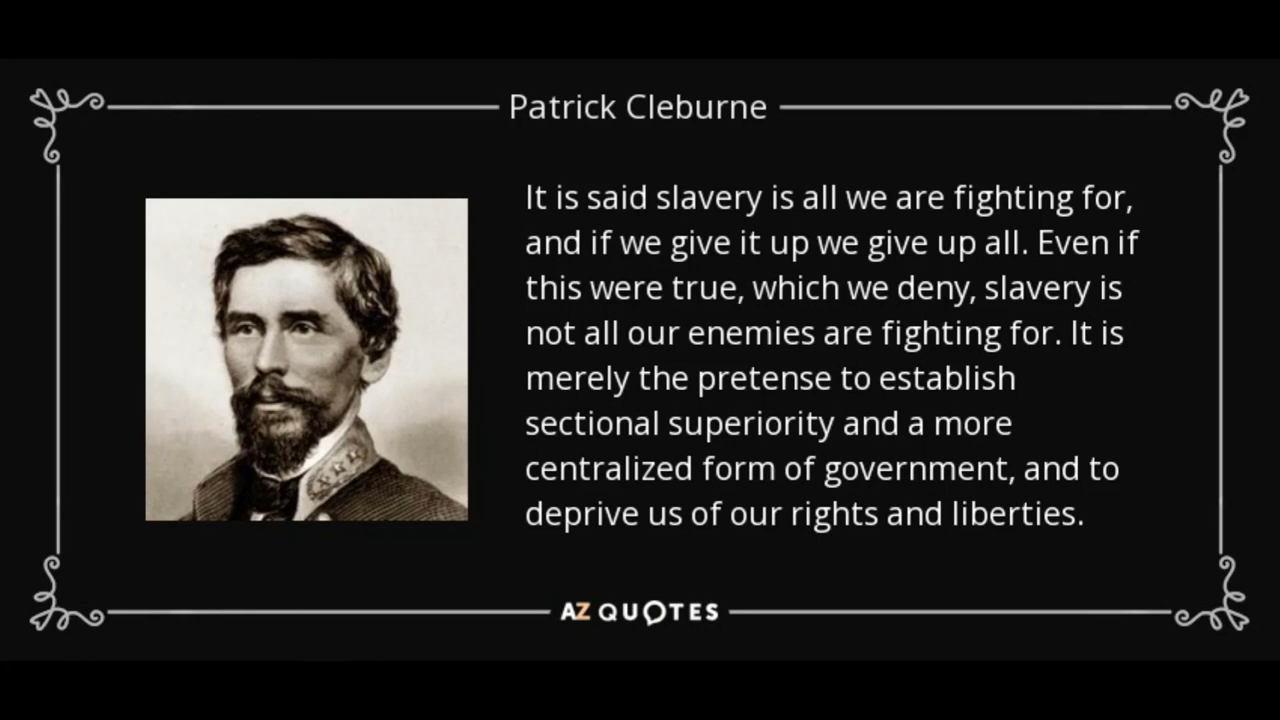 Patrick Cleburne
It is said slavery is all we are fighting for,
and if we give it up we give up all. Even if
this were true, which we deny, slavery is
not all our enemies are fighting for. It is
merely the pretense to establish
sectional superiority and a more
centralized form of government, and to
deprive us of our rights and liberties.
AZ QUOTES